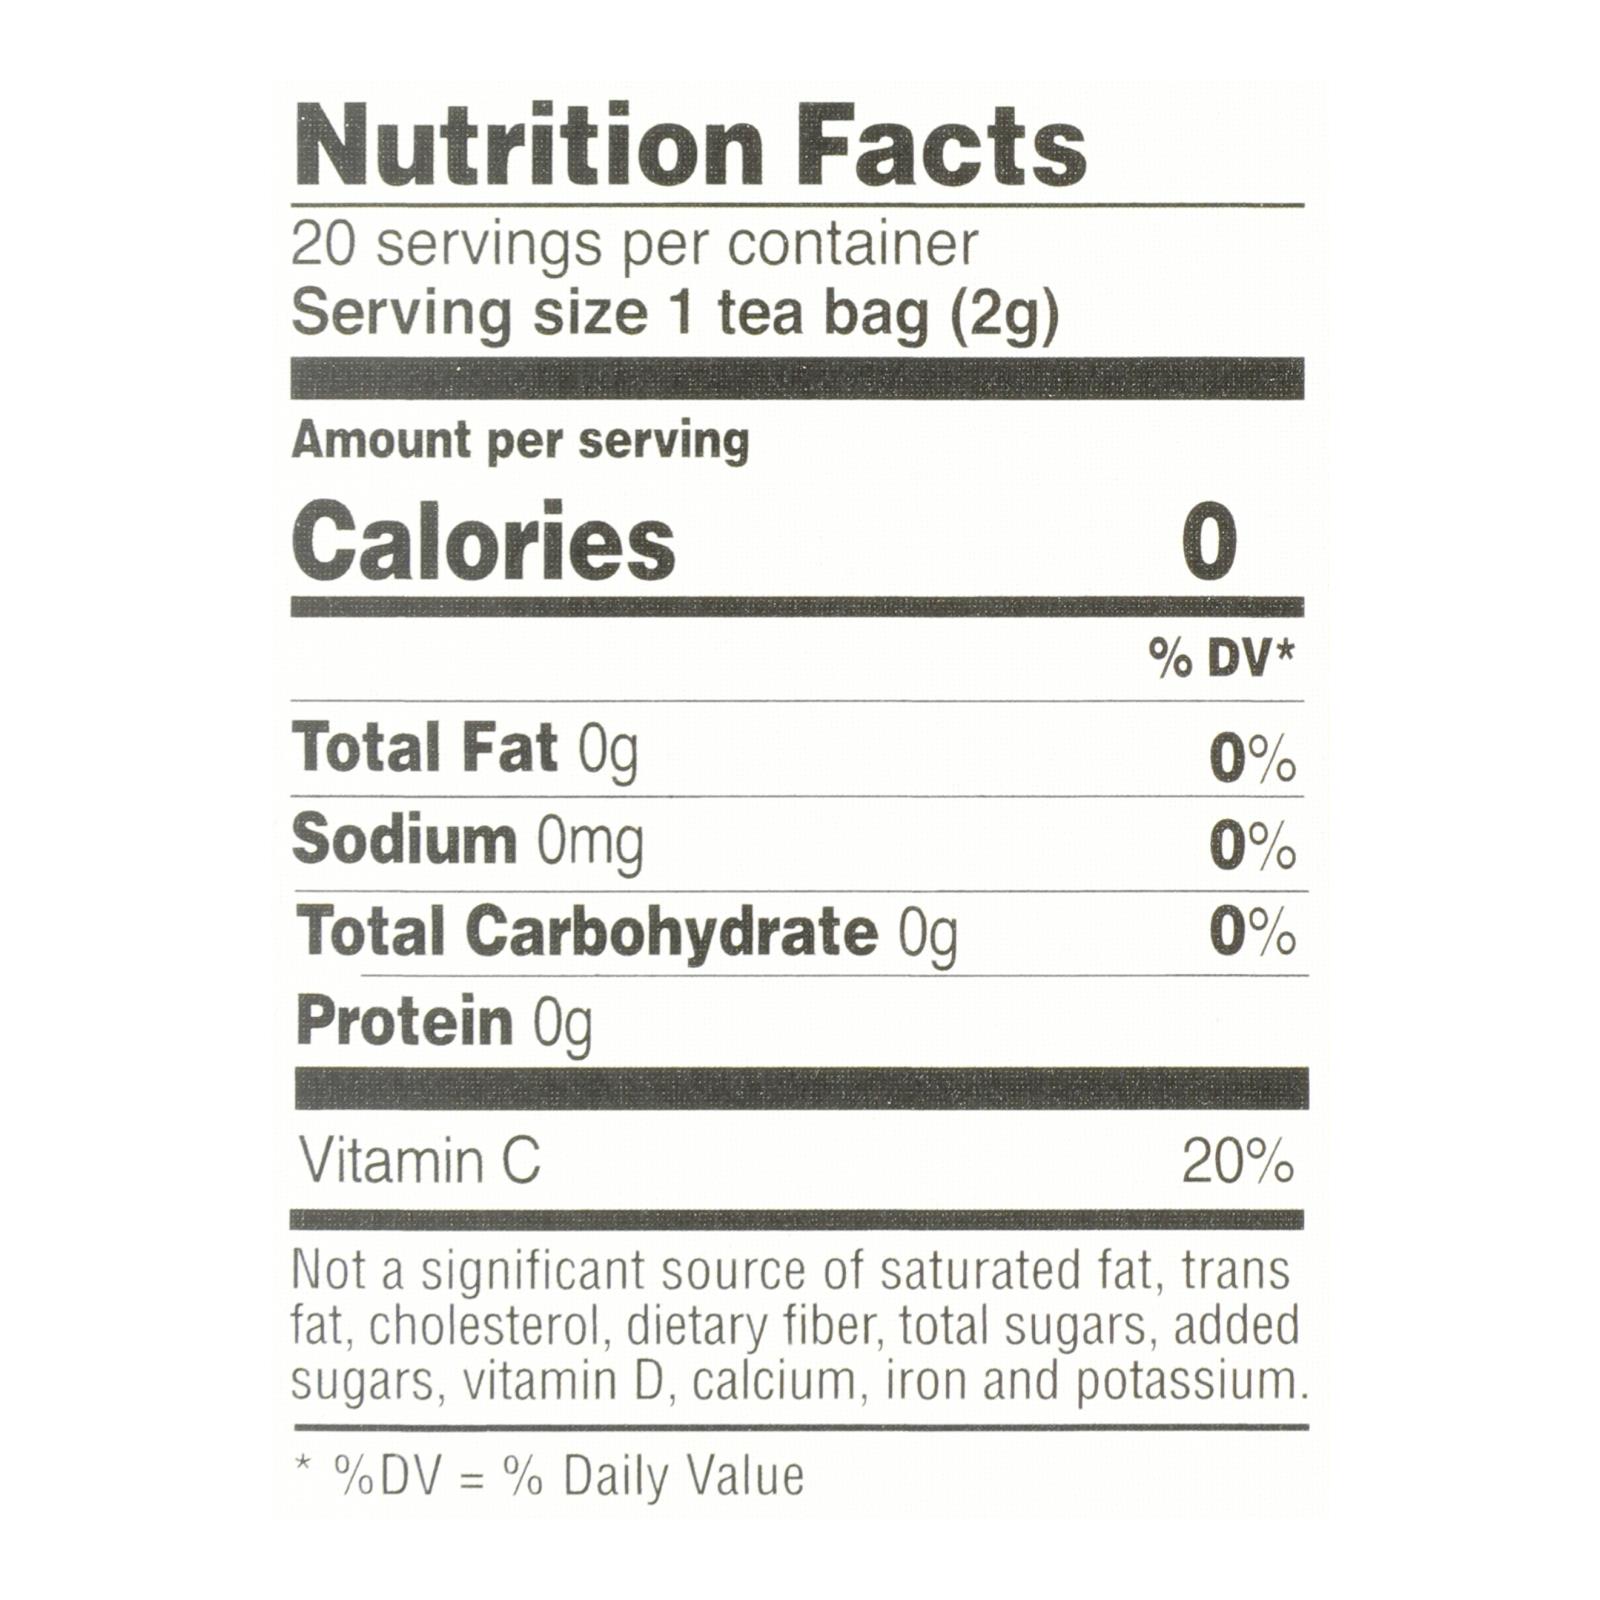 Nutrition Facts
20 servings per container
Serving size 1 tea bag (2g)
Amount per serving
Calories 0
% DV*
Total Fat 0g 0%
Sodium 0mg 0%
Total Carbohydrate 0g 0%
Protein 0g
Vitamin C 20%
Not a significant source of saturated fat, trans
fat, cholesterol, dietary fiber, total sugars, added
sugars, vitamin D, calcium, iron and potassium.
* %DV = % Daily Value